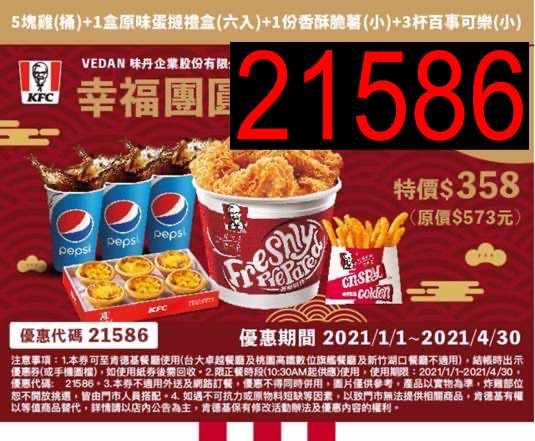 5塊雞(桶)+1盒原味蛋撻禮盒(六入)+1份香酥脆薯(小)+3杯百事可樂(小)
KFC
VEDAN 味丹企業股份有限
幸福團圓
21586
特價$358
(原價$573元)
pepsi
pepsi
pepsi
KFC
Freshly
Prepared
CRISPY
Golden
優惠代碼 21586
優惠期間 2021/1/1~2021/4/30
注意事項：1.本券可至肯德基餐廳使用(台大卓越餐廳及桃園高鐵數位旗艦餐廳及新竹湖口餐廳不適用)，結帳時出示
優惠券(或手機圖檔)，如使用紙券後需回收。2.限正餐時段(10:30AM起供應)使用，使用期限：2021/1/1-2021/4/30，
優惠代碼： 21586。3.本券不適用外送及網路訂餐，優惠不得同時併用，圖片僅供參考，產品以實物為準，炸雞部位
恕不開放挑選，皆由門市人員搭配。4. 如遇不可抗力或原物料短缺等因素，以致門市無法提供相關商品，肯德基有權
以等值商品替代，詳情請以店內公告為主，肯德基保有修改活動辦法及優惠內容的權利。